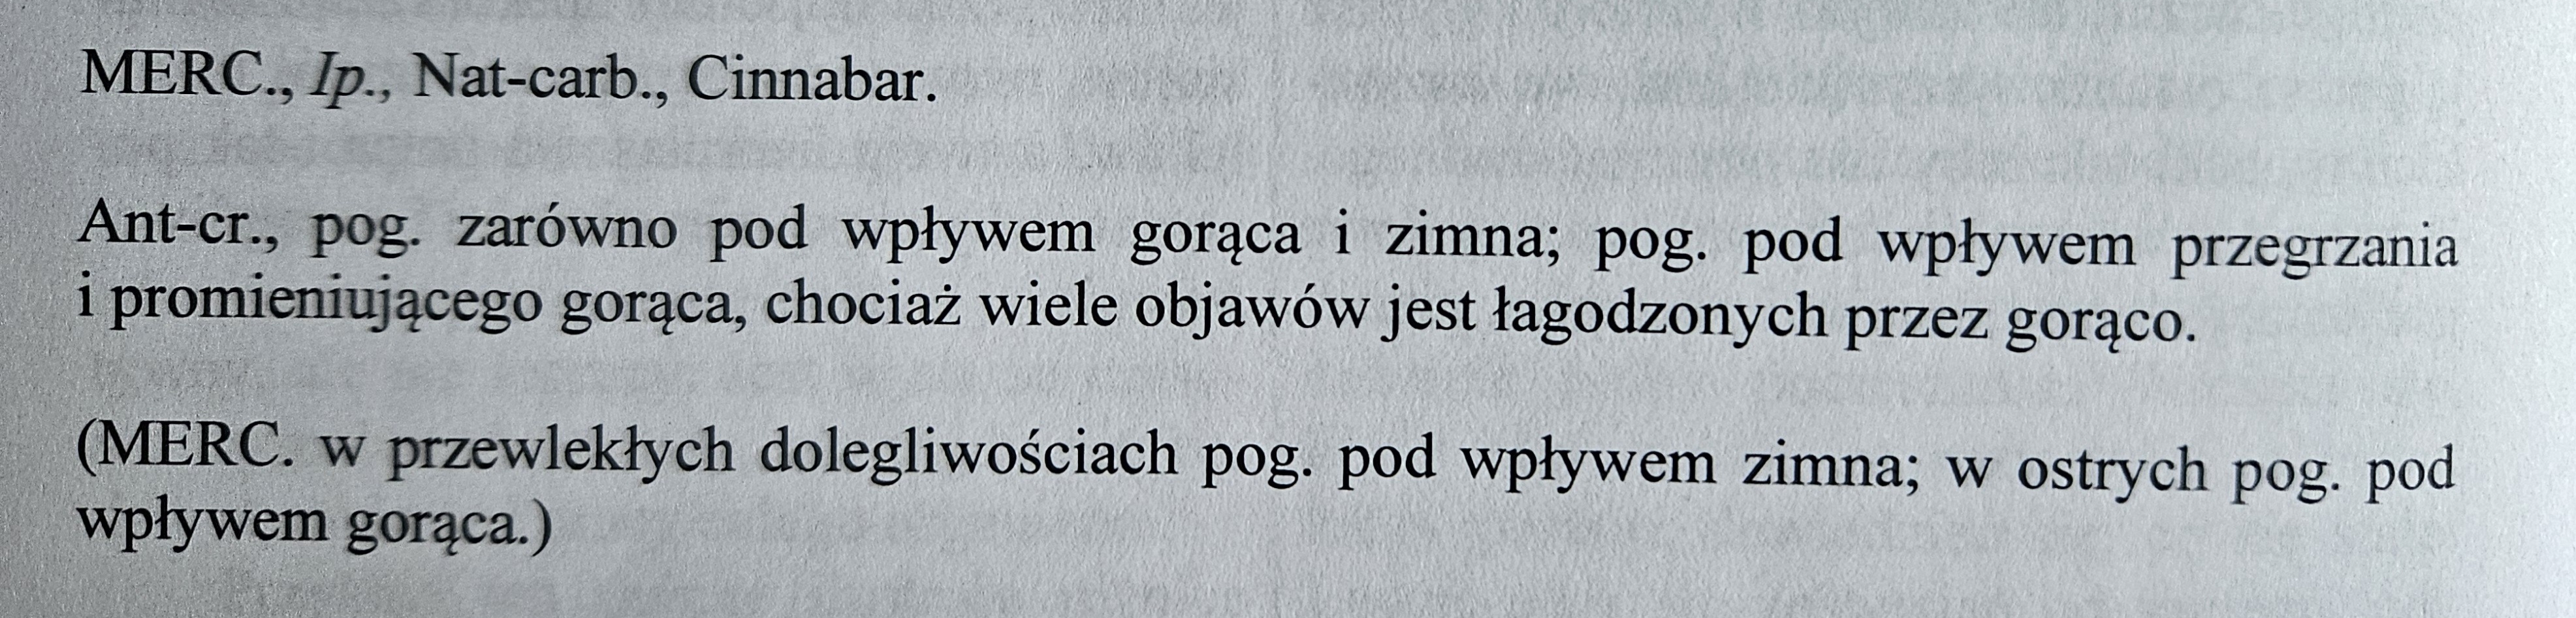 MERC., Ip., Nat-carb., Cinnabar.
Ant-cr., pog. zarówno pod wpływem gorąca i zimna; pog. pod wpływem przegrzania
i promieniującego gorąca, chociaż wiele objawów jest łagodzonych przez gorąco.
(MERC. w przewlekłych dolegliwościach pog. pod wpływem zimna; w ostrych pog. pod
wpływem gorąca.)